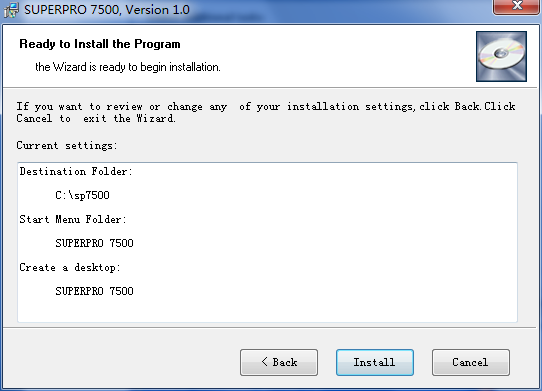 SUPERPRO 7500, Version 1.0
Ready to Install the Program
the Wizard is ready to begin installation.
If you want to review or change any  of your installation settings, click Back. Click
Cancel to  exit the Wizard.
Current settings:
Destination Folder:
C:\sp7500
Start Menu Folder:
SUPERPRO 7500
Create a desktop:
SUPERPRO 7500
< Back
Install
Cancel